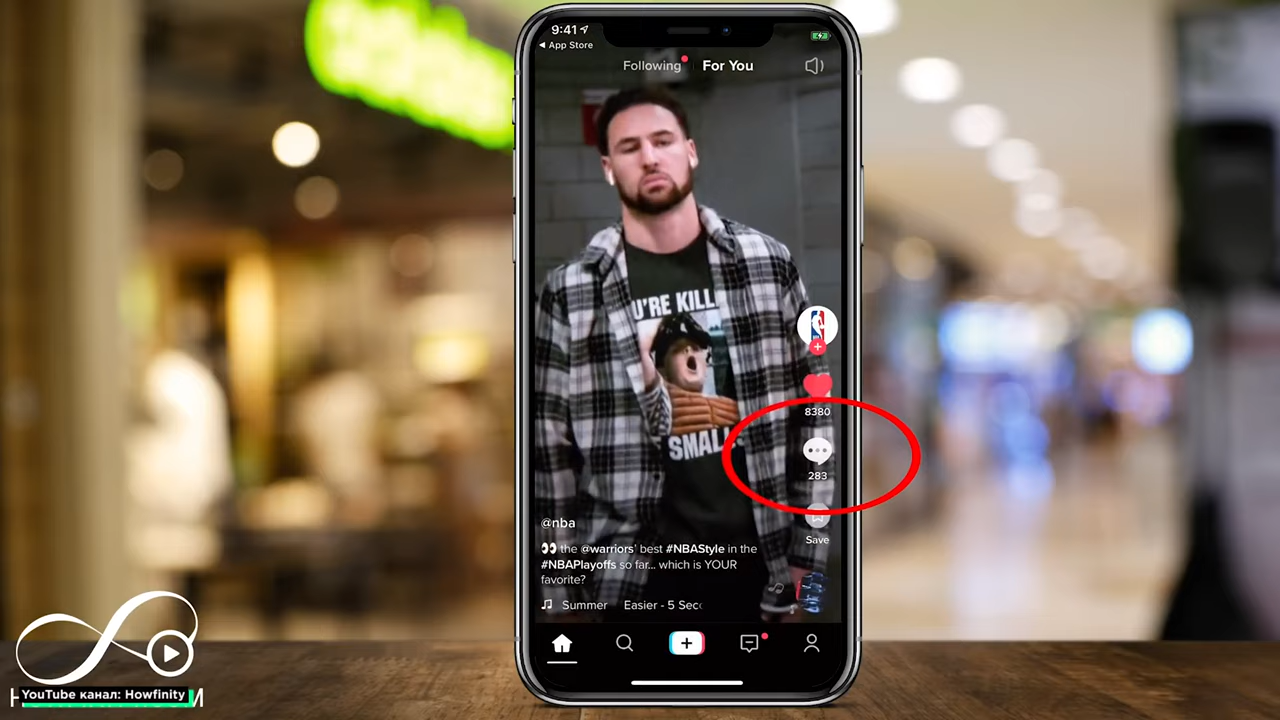 9:41
App Store
Following For You
U'RE KILL
SMALL
8380
283
Save
@nba
👀 the @warriors' best #NBAStyle in the
#NBAPlayoffs so far... which is YOUR
favorite?
Summer Easier - 5 Sec
YouTube канал: Howfinity